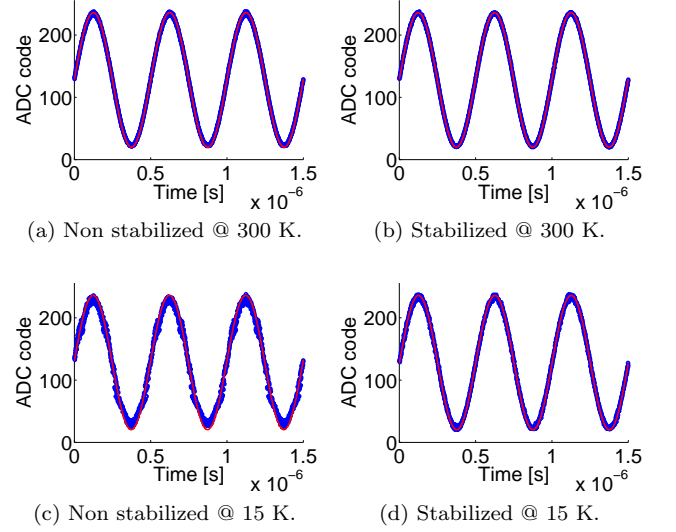 ADC code
200
100
0
0
0.5
1
1.5
Time [s]
x 10⁻⁶
(a) Non stabilized @ 300 K.
ADC code
200
100
0
0
0.5
1
1.5
Time [s]
x 10⁻⁶
(b) Stabilized @ 300 K.
ADC code
200
100
0
0
0.5
1
1.5
Time [s]
x 10⁻⁶
(c) Non stabilized @ 15 K.
ADC code
200
100
0
0
0.5
1
1.5
Time [s]
x 10⁻⁶
(d) Stabilized @ 15 K.